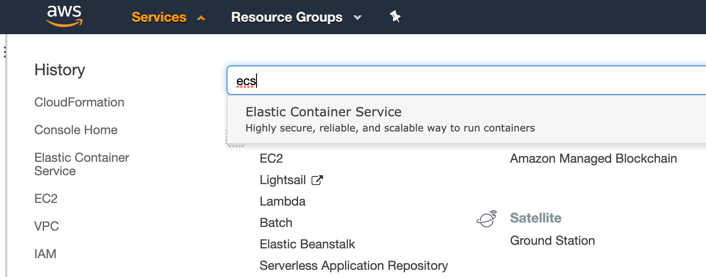 aws
Services
Resource Groups
History
CloudFormation
Console Home
Elastic Container
Service
EC2
VPC
IAM
ecs
Elastic Container Service
Highly secure, reliable, and scalable way to run containers
EC2
Lightsail
Lambda
Batch
Elastic Beanstalk
Serverless Application Repository
Amazon Managed Blockchain
Satellite
Ground Station